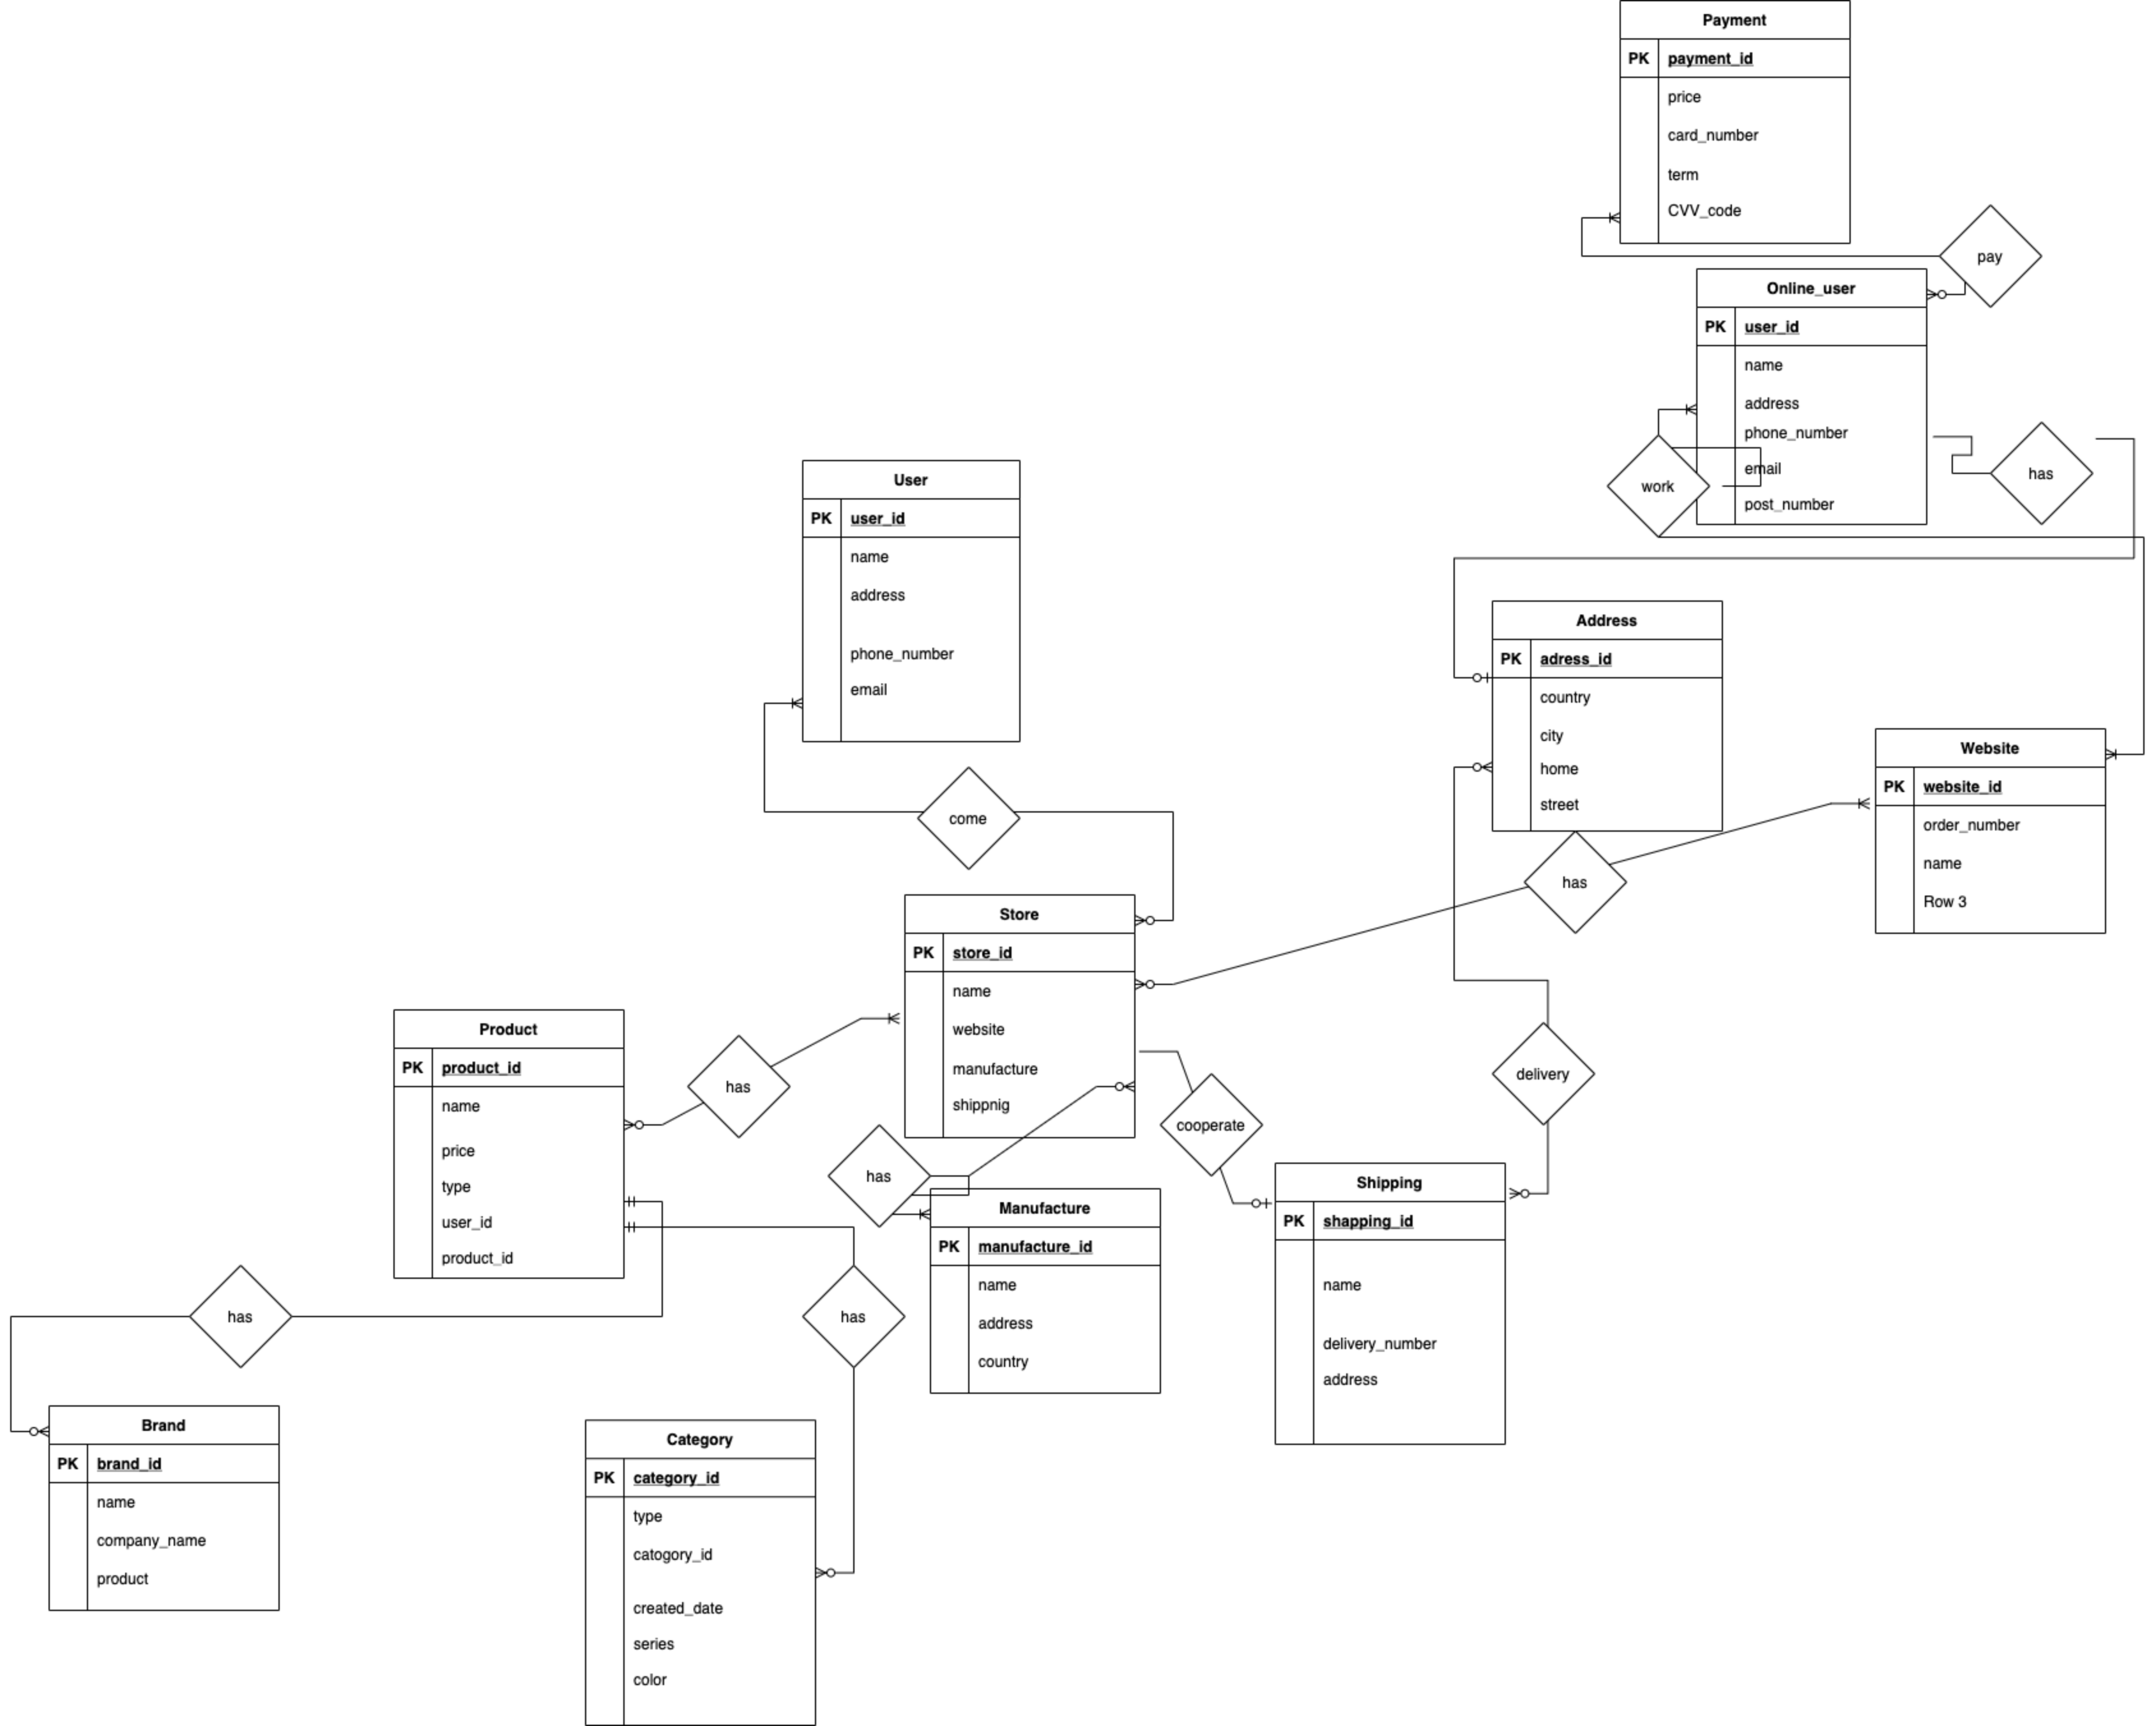 Payment
PK payment_id
price
card_number
term
CVV_code
pay
Online_user
PK user_id
name
address
phone_number
email
post_number
work
has
User
PK user_id
name
address
phone_number
email
come
Address
PK adress_id
country
city
home
street
has
Website
PK website_id
order_number
name
Row 3
Store
PK store_id
name
website
manufacture
shippnig
Product
PK product_id
name
price
type
user_id
product_id
has
has
cooperate
delivery
Manufacture
PK manufacture_id
name
address
country
Shipping
PK shapping_id
name
delivery_number
address
has
has
Brand
PK brand_id
name
company_name
product
Category
PK category_id
type
catogory_id
created_date
series
color